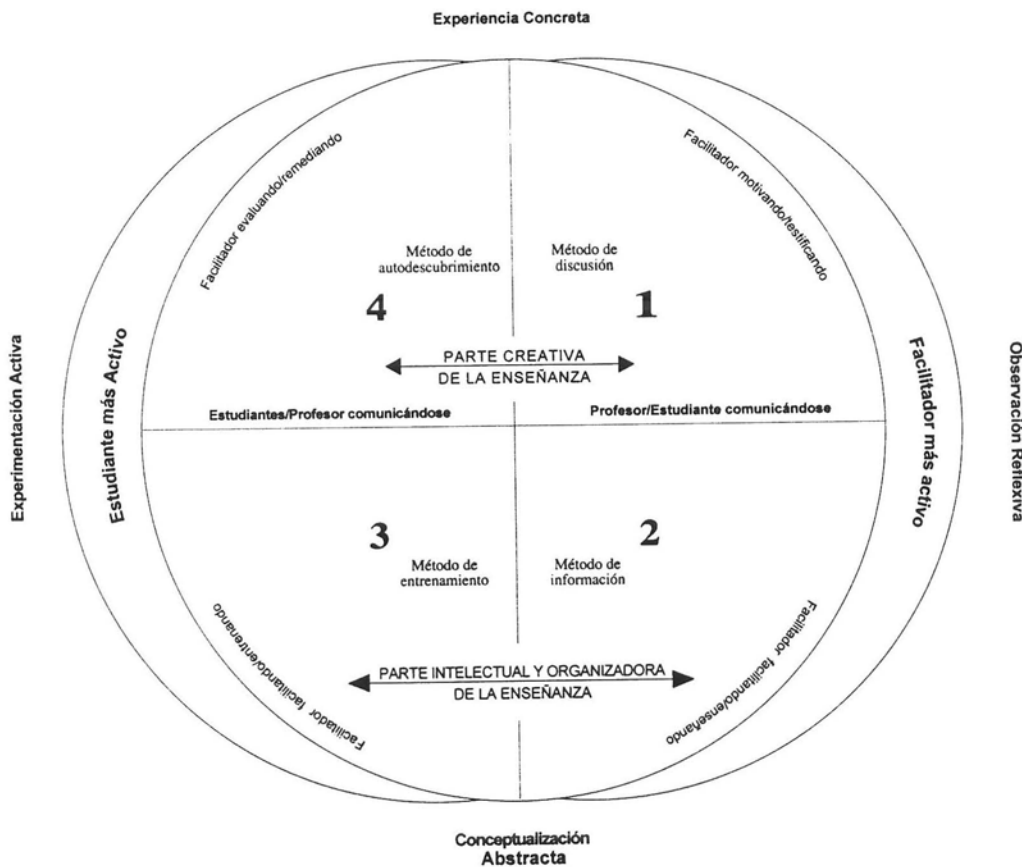 Experiencia Concreta
Facilitador evaluando/remediando
Facilitador motivando/testificando
Método de
autodescubrimiento
Método de
discusión
4
1
PARTE CREATIVA
DE LA ENSEÑANZA
Estudiantes/Profesor comunicándose
Profesor/Estudiante comunicándose
Experimentación Activa
Estudiante más Activo
Facilitador más activo
Observación Reflexiva
3
2
Método de
entrenamiento
Método de
información
Facilitador facilitando/entrenando
Facilitador facilitando/enseñando
PARTE INTELECTUAL Y ORGANIZADORA
DE LA ENSEÑANZA
Conceptualización
Abstracta